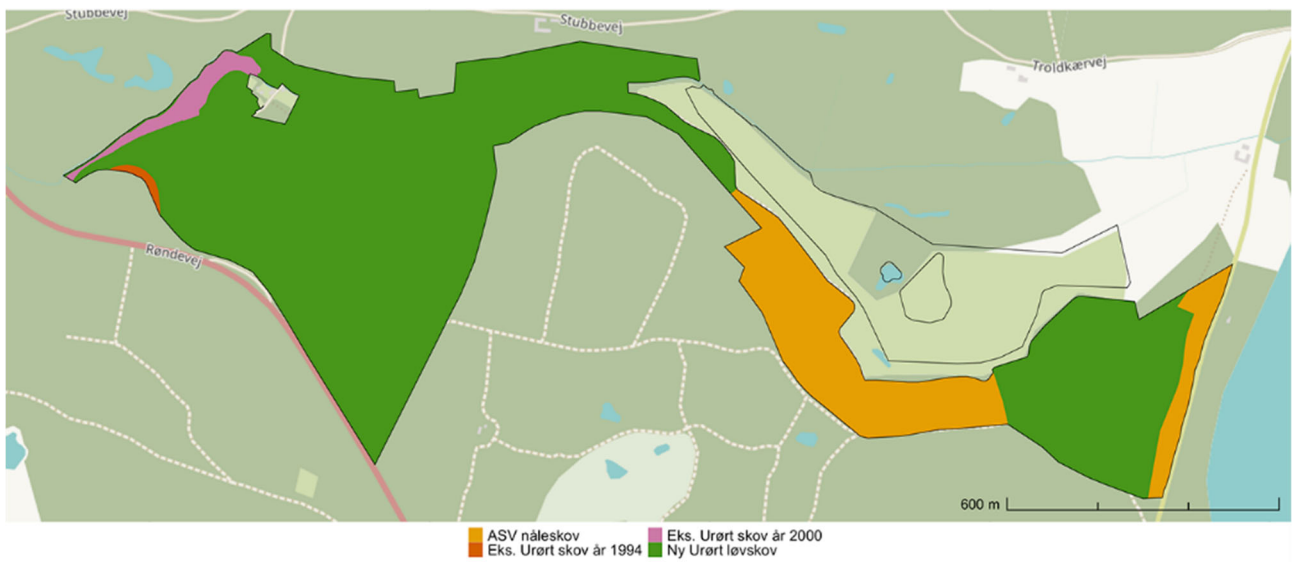 Stubbevej
Stubbevej
Troldkærvej
Røndevej
600 m
ASV nåleskov
Eks. Urørt skov år 2000
Eks. Urørt skov år 1994
Ny Urørt løvskov